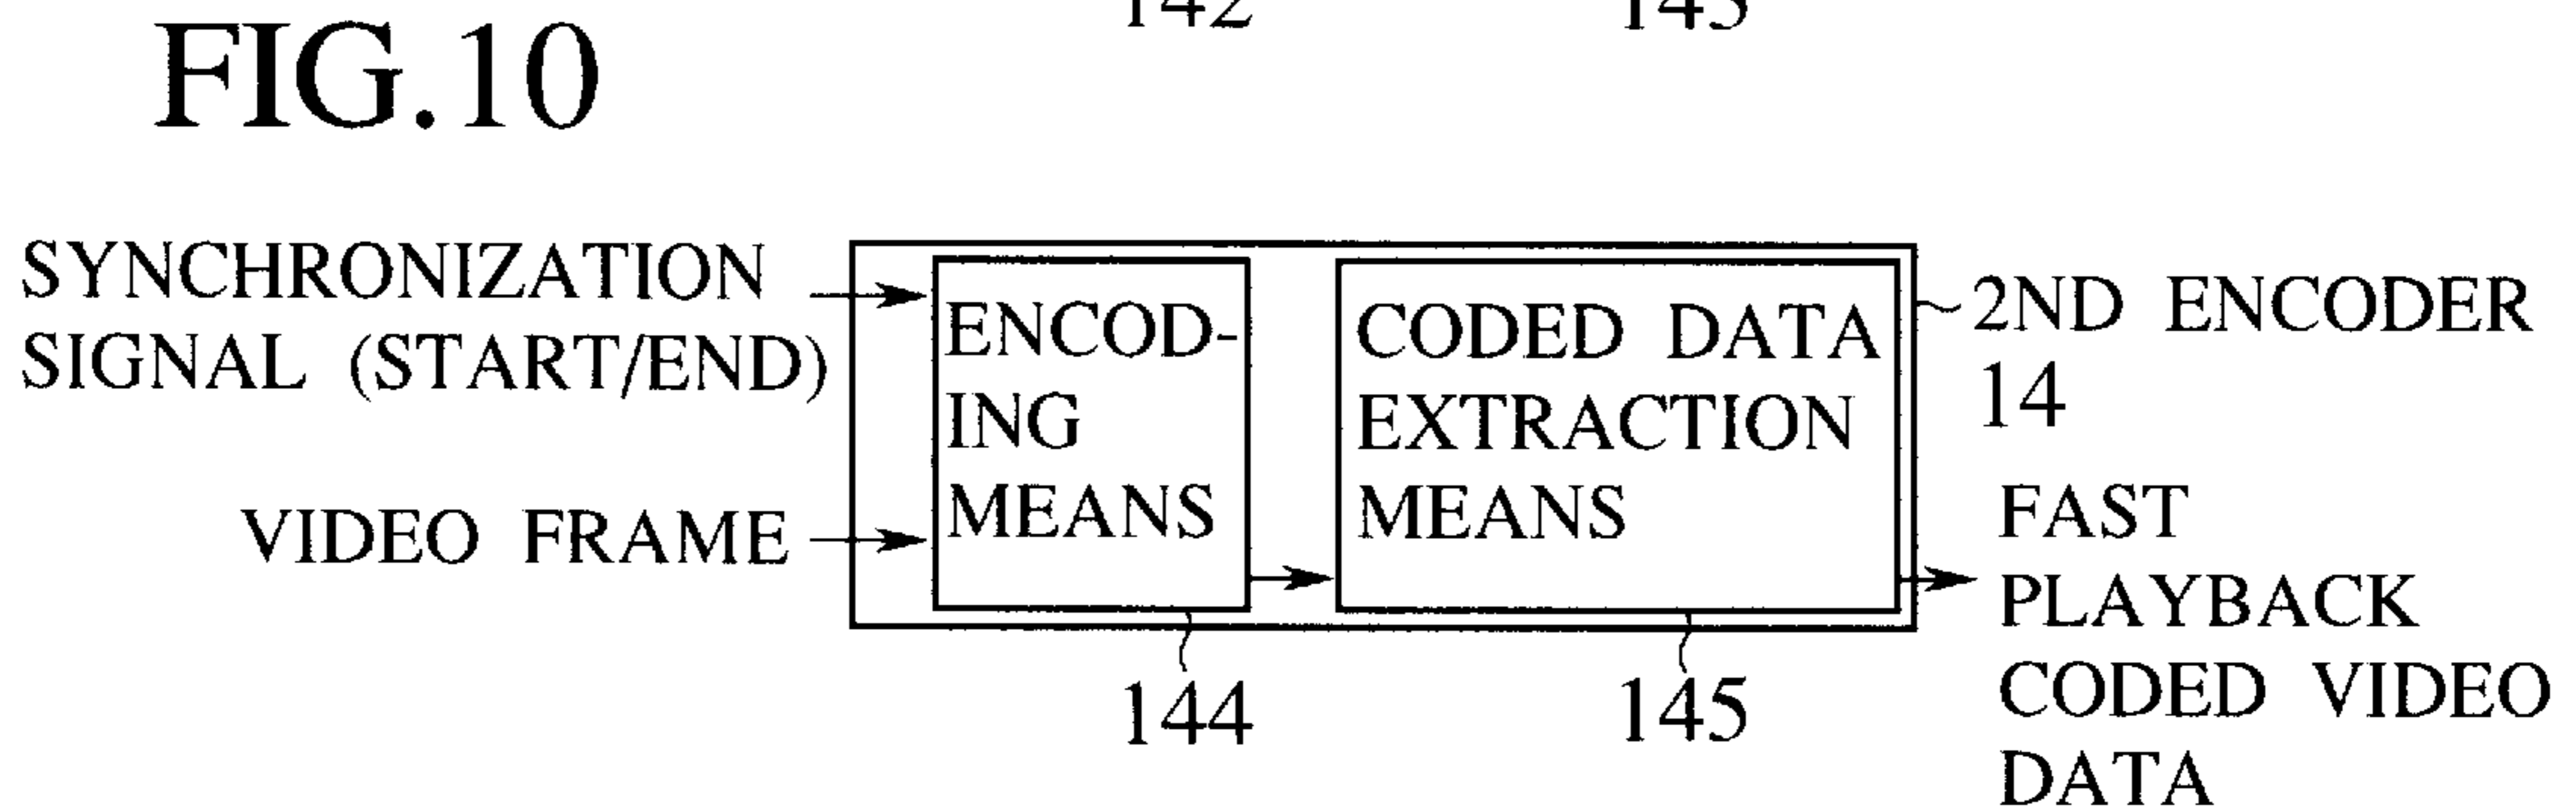 FIG.10
SYNCHRONIZATION
SIGNAL (START/END)
VIDEO FRAME
ENCOD-
ING
MEANS
144
CODED DATA
EXTRACTION
MEANS
145
2ND ENCODER
14
FAST
PLAYBACK
CODED VIDEO
DATA